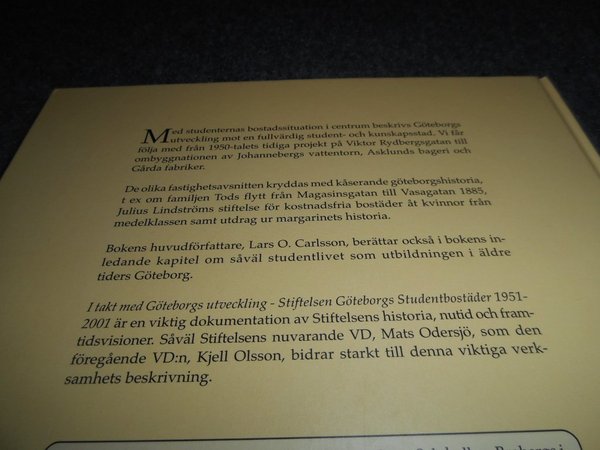 Med studenternas bostadssituation i centrum beskrivs Göteborgs
utveckling mot en fullvärdig student- och kunskapsstad. Vi får
följa med från 1950-talets tidiga projekt på Viktor Rydbergsgatan till
ombyggnationen av Johannebergs vattentorn, Asklunds bageri och
Gårda fabriker.
De olika fastighetsavsnitten kryddas med kåserande göteborgshistoria,
t ex om familjen Tods flytt från Magasinsgatan till Vasagatan 1885,
Julius Lindströms stiftelse för kostnadsfria bostäder åt kvinnor från
medelklassen samt utdrag ur margarinets historia.
Bokens huvudförfattare, Lars O. Carlsson, berättar också i bokens in-
ledande kapitel om såväl studentlivet som utbildningen i äldre
tiders Göteborg.
I takt med Göteborgs utveckling - Stiftelsen Göteborgs Studentbostäder 1951-
2001 är en viktig dokumentation av Stiftelsens historia, nutid och fram-
tidsvisioner. Såväl Stiftelsens nuvarande VD, Mats Odersjö, som den
föregående VD:n, Kjell Olsson, bidrar starkt till denna viktiga verk-
samhets beskrivning.